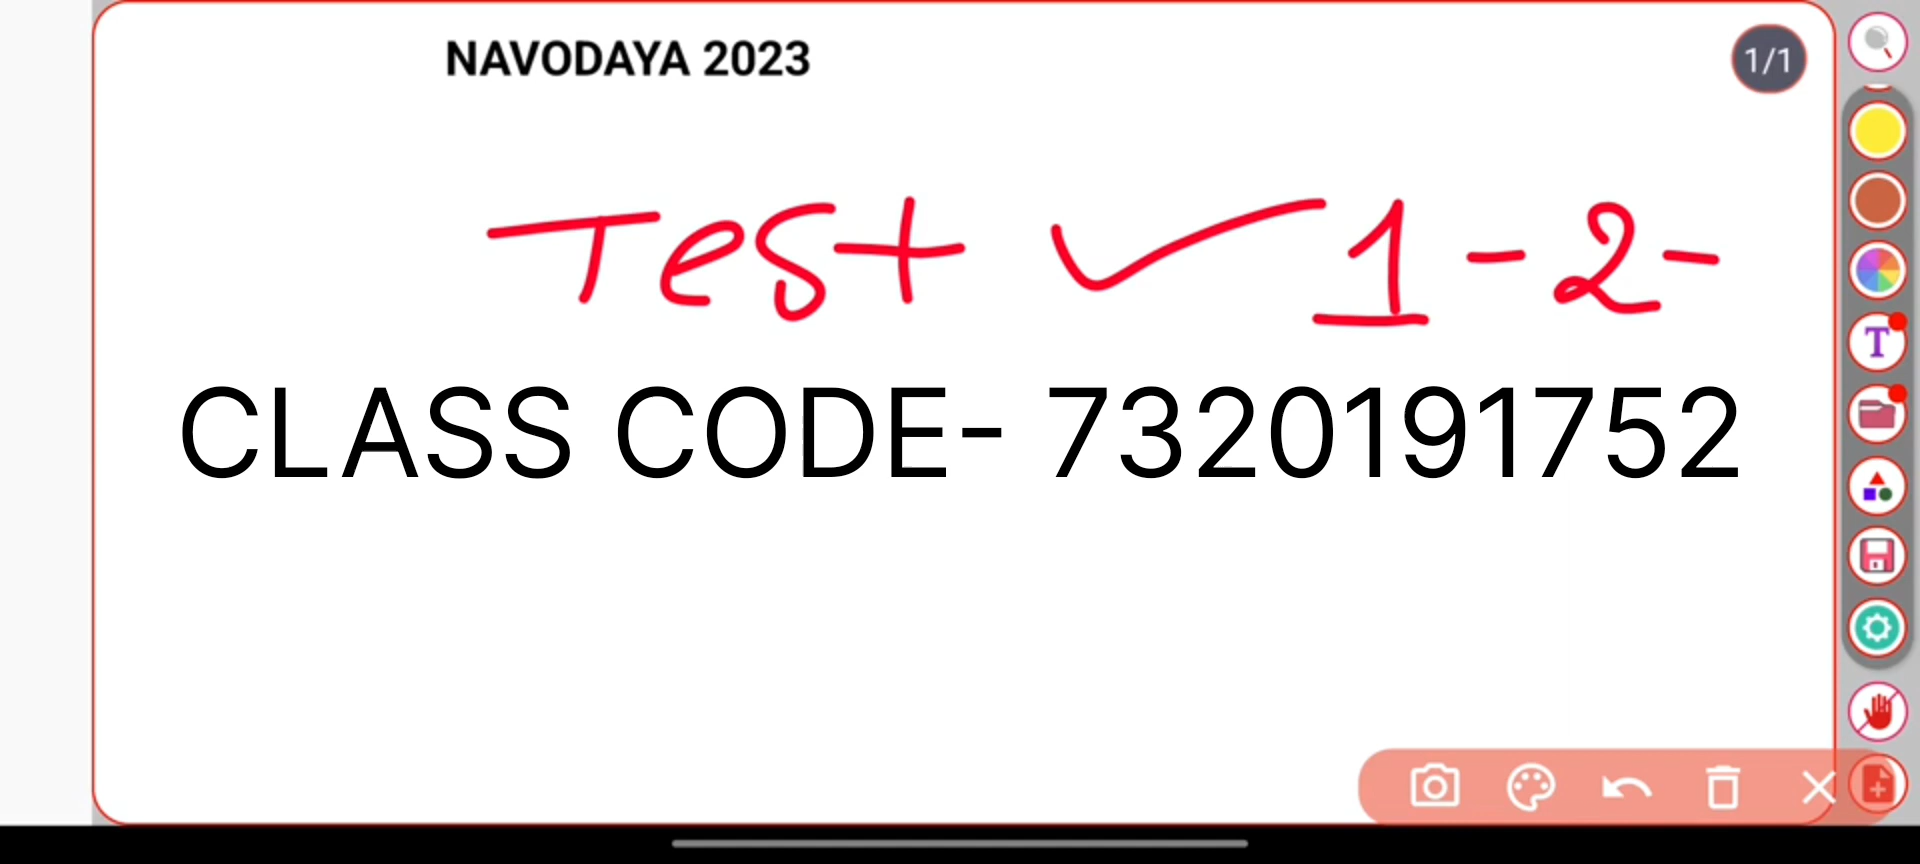 NAVODAYA 2023
1/1
Test ✓ 1-2-
CLASS CODE- 7320191752
T